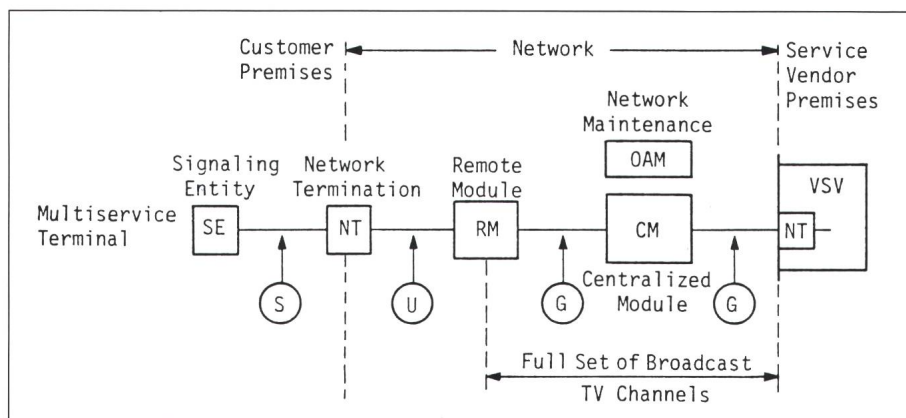 Customer
Premises
Network
Service
Vendor
Premises
Network
Maintenance
OAM
Signaling
Entity
Network
Termination
Remote
Module
VSV
Multiservice
Terminal
SE
NT
RM
CM
NT
Centralized
Module
S
U
G
G
Full Set of Broadcast
TV Channels